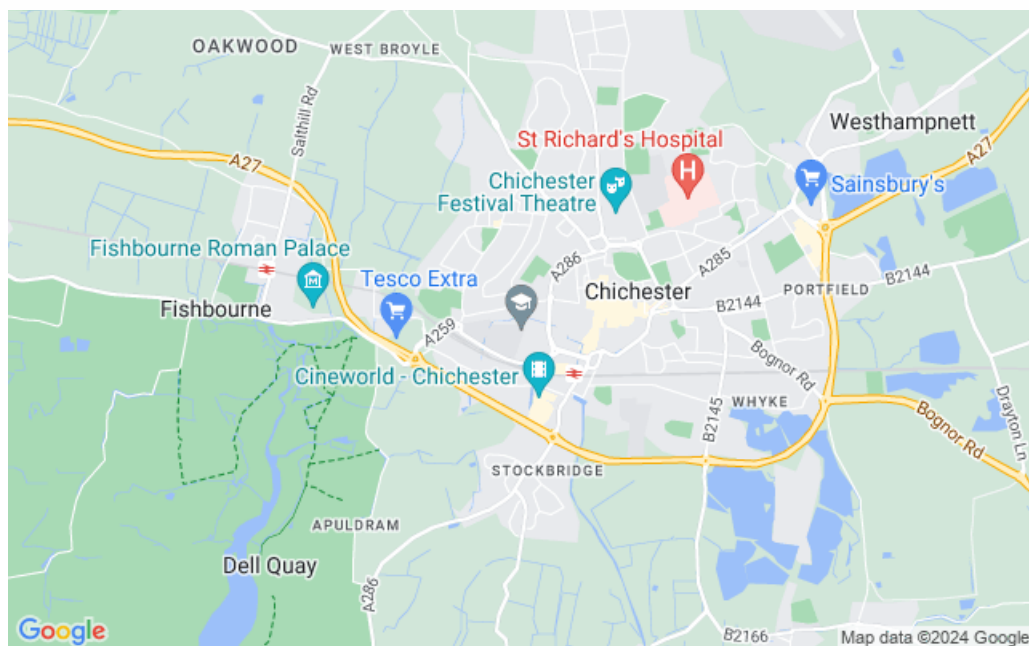 OAKWOOD
WEST BROYLE
Salthill Rd
A27
St Richard's Hospital
H
Westhampnett
A27
Chichester
Festival Theatre
Sainsbury's
Fishbourne Roman Palace
M
Tesco Extra
A286
A285
B2144
Fishbourne
Chichester
B2144
PORTFIELD
A259
Cineworld - Chichester
Bognor Rd
WHYKE
B2145
Bognor Rd
Drayton Ln
STOCKBRIDGE
APULDRAM
Dell Quay
A286
B2166
Google
Map data ©2024 Google